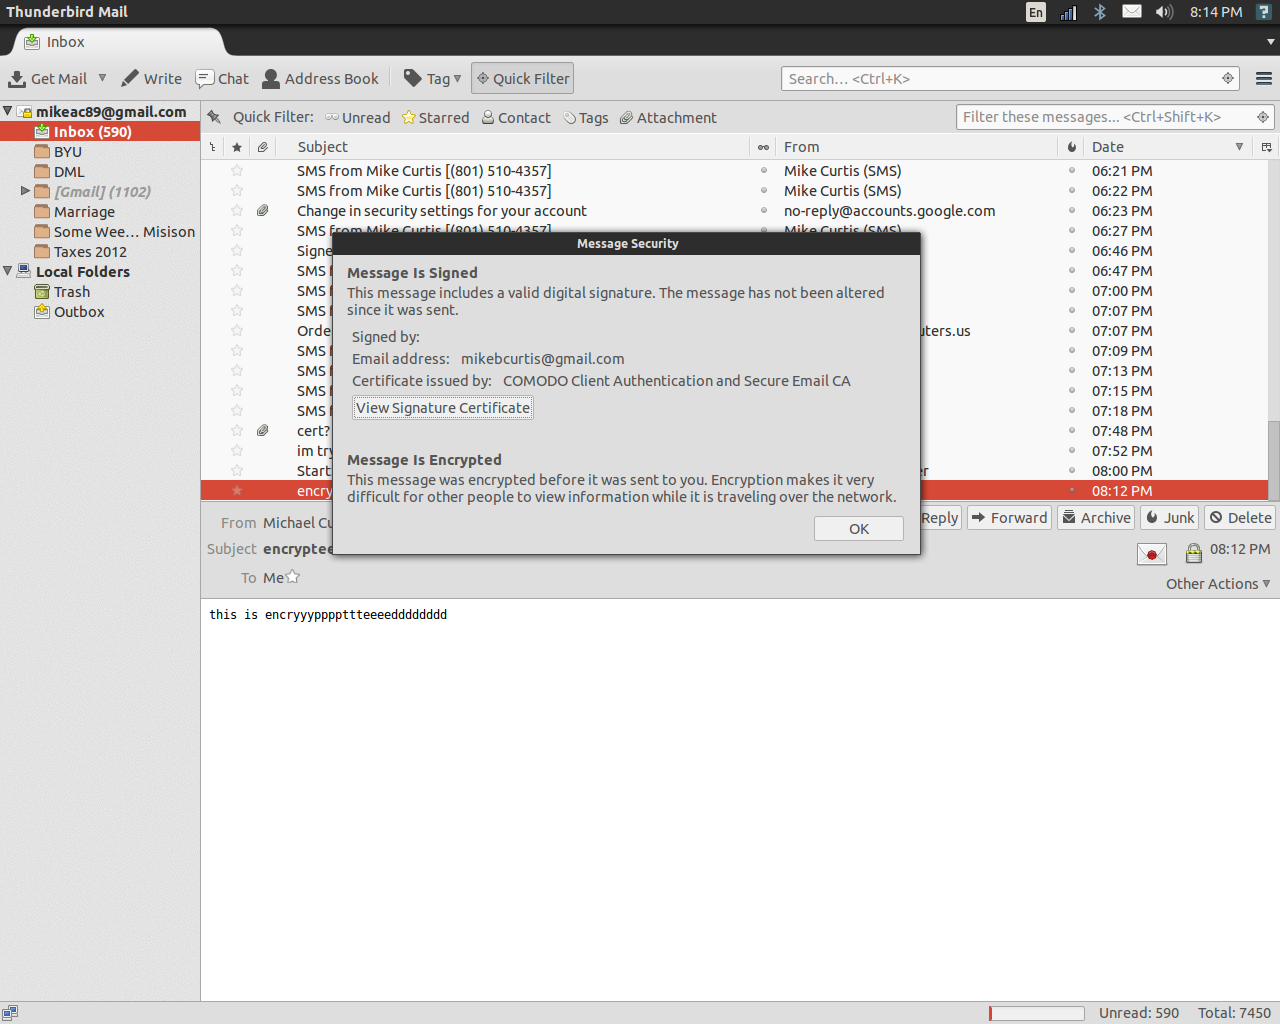 Thunderbird Mail
En
8:14 PM
Inbox
Get Mail
Write
Chat
Address Book
Tag
Quick Filter
Search... <Ctrl+K>
mikeac89@gmail.com
Inbox (590)
BYU
DML
[Gmail] (1102)
Marriage
Some Wee... Misison
Taxes 2012
Local Folders
Trash
Outbox
Quick Filter:
Unread
Starred
Contact
Tags
Attachment
Filter these messages... <Ctrl+Shift+K>
Subject
From
Date
SMS from Mike Curtis [(801) 510-4357] Mike Curtis (SMS) 06:21 PM
SMS from Mike Curtis [(801) 510-4357] Mike Curtis (SMS) 06:22 PM
Change in security settings for your account no-reply@accounts.google.com 06:23 PM
SMS from Mike Curtis [(801) 510-4357] Mike Curtis (SMS) 06:27 PM
Signe 06:46 PM
SMS f 06:47 PM
SMS f 07:00 PM
SMS f 07:07 PM
Orde uters.us 07:07 PM
SMS f 07:09 PM
SMS f 07:13 PM
SMS f 07:15 PM
SMS f 07:18 PM
cert? 07:48 PM
im try 07:52 PM
Start er 08:00 PM
encry 08:12 PM
Message Security
Message Is Signed
This message includes a valid digital signature. The message has not been altered
since it was sent.
Signed by:
Email address: mikebcurtis@gmail.com
Certificate issued by: COMODO Client Authentication and Secure Email CA
View Signature Certificate
Message Is Encrypted
This message was encrypted before it was sent to you. Encryption makes it very
difficult for other people to view information while it is traveling over the network.
OK
From Michael Cu
Reply
Forward
Archive
Junk
Delete
Subject encryptee
08:12 PM
To Me
Other Actions
this is encryyyppppttteeeedddddddd
Unread: 590
Total: 7450